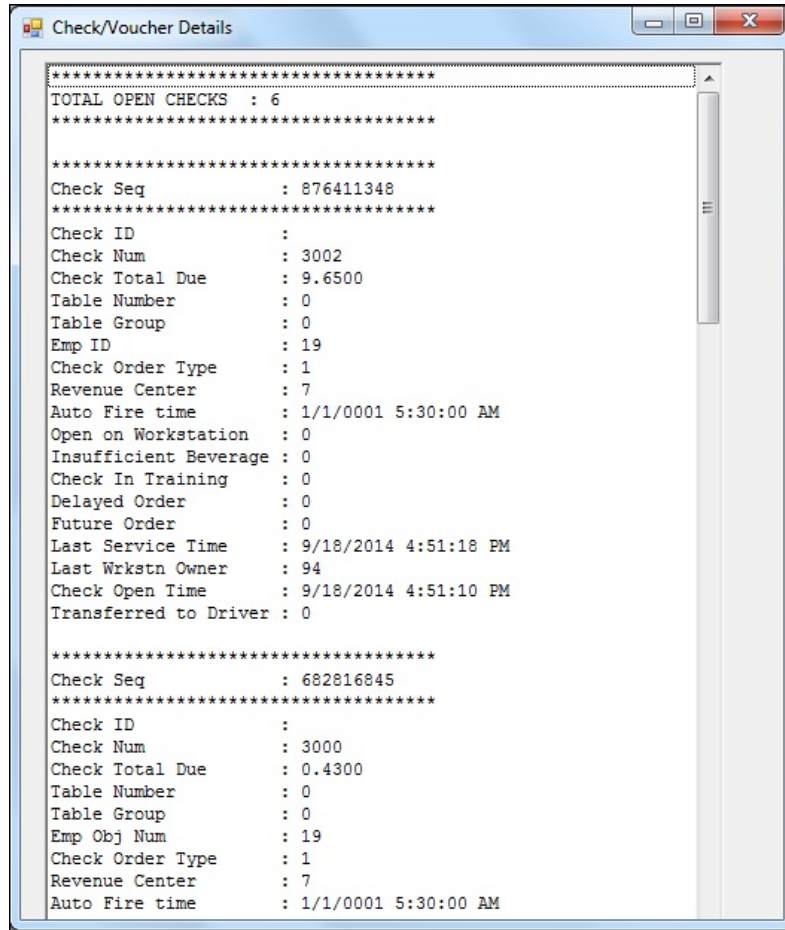 Check/Voucher Details
*************************************
TOTAL OPEN CHECKS  : 6
*************************************
*************************************
Check Seq             : 876411348
*************************************
Check ID              :
Check Num             : 3002
Check Total Due       : 9.6500
Table Number          : 0
Table Group           : 0
Emp ID                : 19
Check Order Type      : 1
Revenue Center        : 7
Auto Fire time        : 1/1/0001 5:30:00 AM
Open on Workstation   : 0
Insufficient Beverage : 0
Check In Training     : 0
Delayed Order         : 0
Future Order          : 0
Last Service Time     : 9/18/2014 4:51:18 PM
Last Wrkstn Owner     : 94
Check Open Time       : 9/18/2014 4:51:10 PM
Transferred to Driver : 0
*************************************
Check Seq             : 682816845
*************************************
Check ID              :
Check Num             : 3000
Check Total Due       : 0.4300
Table Number          : 0
Table Group           : 0
Emp Obj Num           : 19
Check Order Type      : 1
Revenue Center        : 7
Auto Fire time        : 1/1/0001 5:30:00 AM